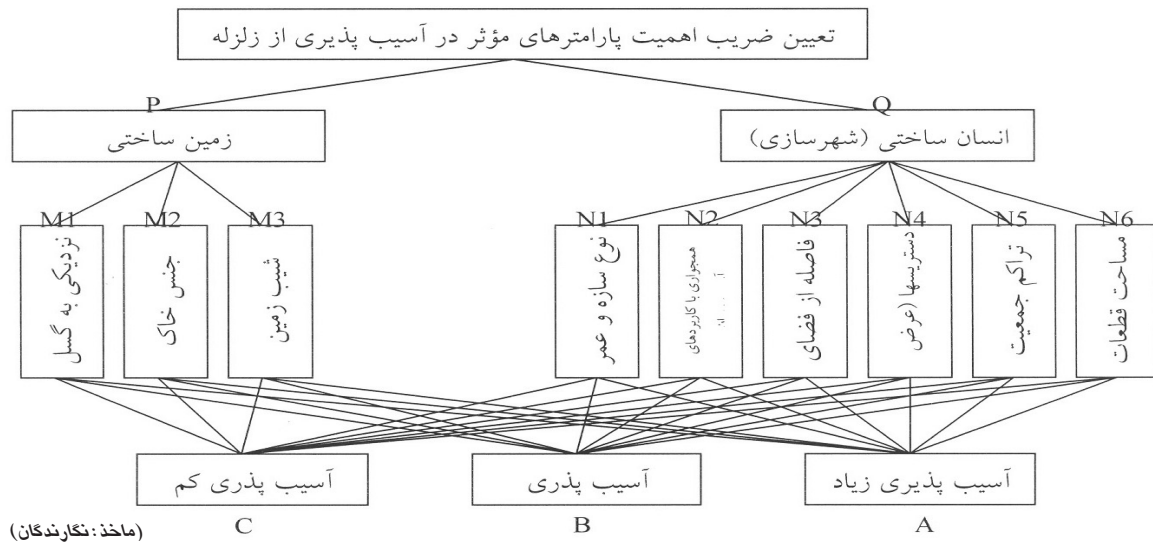 تعیین ضریب اهمیت پارامترهای مؤثر در آسیب پذیری از زلزله
P
Q
زمین ساختی
انسان ساختی (شهرسازی)
M1
M2
M3
N1
N2
N3
N4
N5
N6
نزدیکی به گسل
جنس خاک
شیب زمین
نوع سازه و عمر
همجواری با کاربردهای
فاصله از فضای
دسترسیها (عرض
تراکم جمعیت
مساحت قطعات
آسیب پذری کم
آسیب پذری
آسیب پذیری زیاد
C
B
A
(ماخذ: نگارندگان)